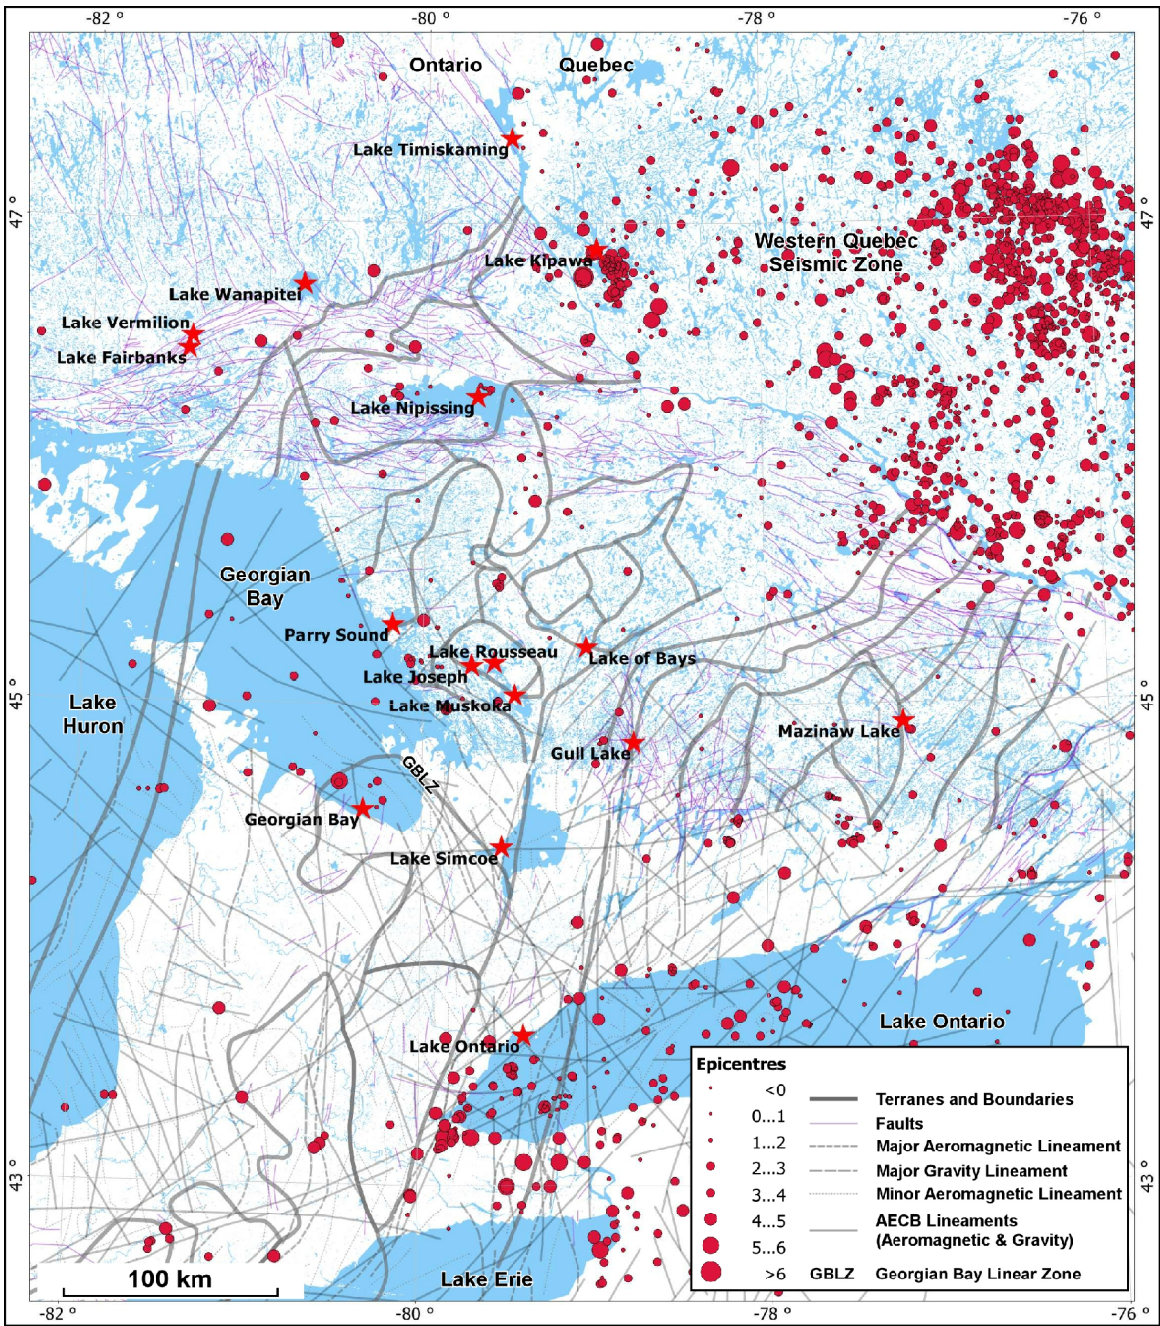 -82 °
-80 °
-78 °
-76 °
Ontario
Quebec
Lake Timiskaming
47 °
47 °
Western Quebec
Seismic Zone
Lake Kipawa
Lake Wanapitei
Lake Vermilion
Lake Fairbanks
Lake Nipissing
Georgian
Bay
Parry Sound
Lake Rousseau
Lake of Bays
Lake Joseph
Lake Muskoka
45 °
45 °
Lake
Huron
Mazinaw Lake
Gull Lake
GBLZ
Georgian Bay
Lake Simcoe
Lake Ontario
Lake Ontario
43 °
43 °
Epicentres
<0
0...1
1...2
2...3
3...4
4...5
5...6
>6
Terranes and Boundaries
Faults
Major Aeromagnetic Lineament
Major Gravity Lineament
Minor Aeromagnetic Lineament
AECB Lineaments
(Aeromagnetic & Gravity)
GBLZ Georgian Bay Linear Zone
100 km
Lake Erie
-82 °
-80 °
-78 °
-76 °